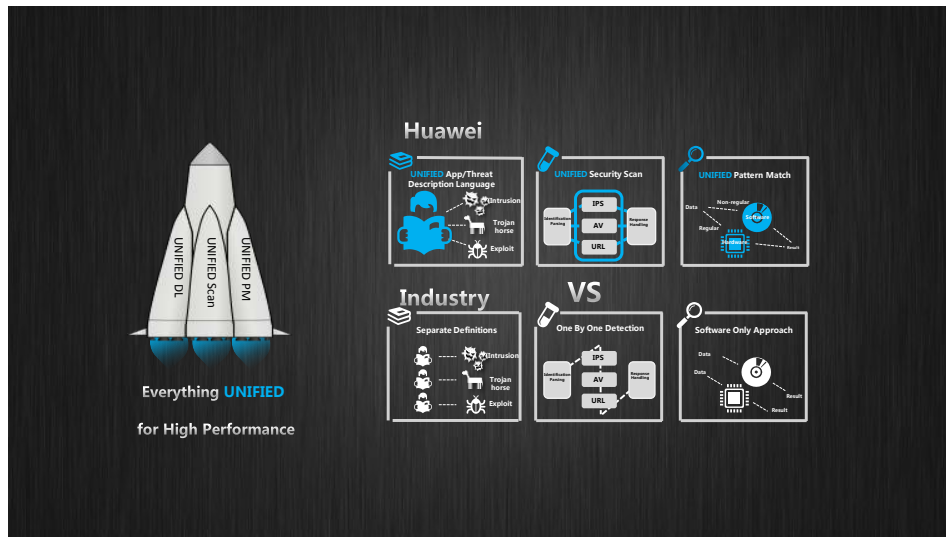 Huawei
UNIFIED App/Threat
Description Language
Intrusion
Trojan
horse
Exploit
UNIFIED Security Scan
Identification
Parsing
IPS
AV
URL
Response
Handling
UNIFIED Pattern Match
Data
Non-regular
Software
Regular
Hardware
Result
UNIFIED DL
UNIFIED Scan
UNIFIED PM
Everything UNIFIED
for High Performance
Industry
VS
Separate Definitions
Intrusion
Trojan
horse
Exploit
One By One Detection
Identification
Parsing
IPS
AV
URL
Response
Handling
Software Only Approach
Data
Data
Result
Result